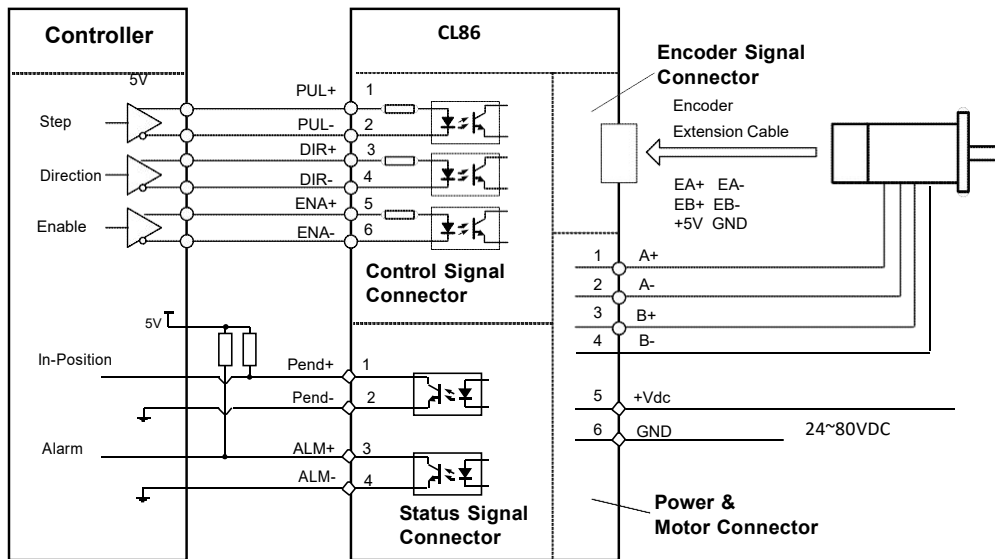 Controller
5V
Step
Direction
Enable
5V
In-Position
Alarm
CL86
PUL+ 1
PUL- 2
DIR+ 3
DIR- 4
ENA+ 5
ENA- 6
Control Signal
Connector
Pend+ 1
Pend- 2
ALM+ 3
ALM- 4
Status Signal
Connector
Encoder Signal
Connector
Encoder
Extension Cable
EA+ EA-
EB+ EB-
+5V GND
1 A+
2 A-
3 B+
4 B-
5 +Vdc
6 GND
24~80VDC
Power &
Motor Connector